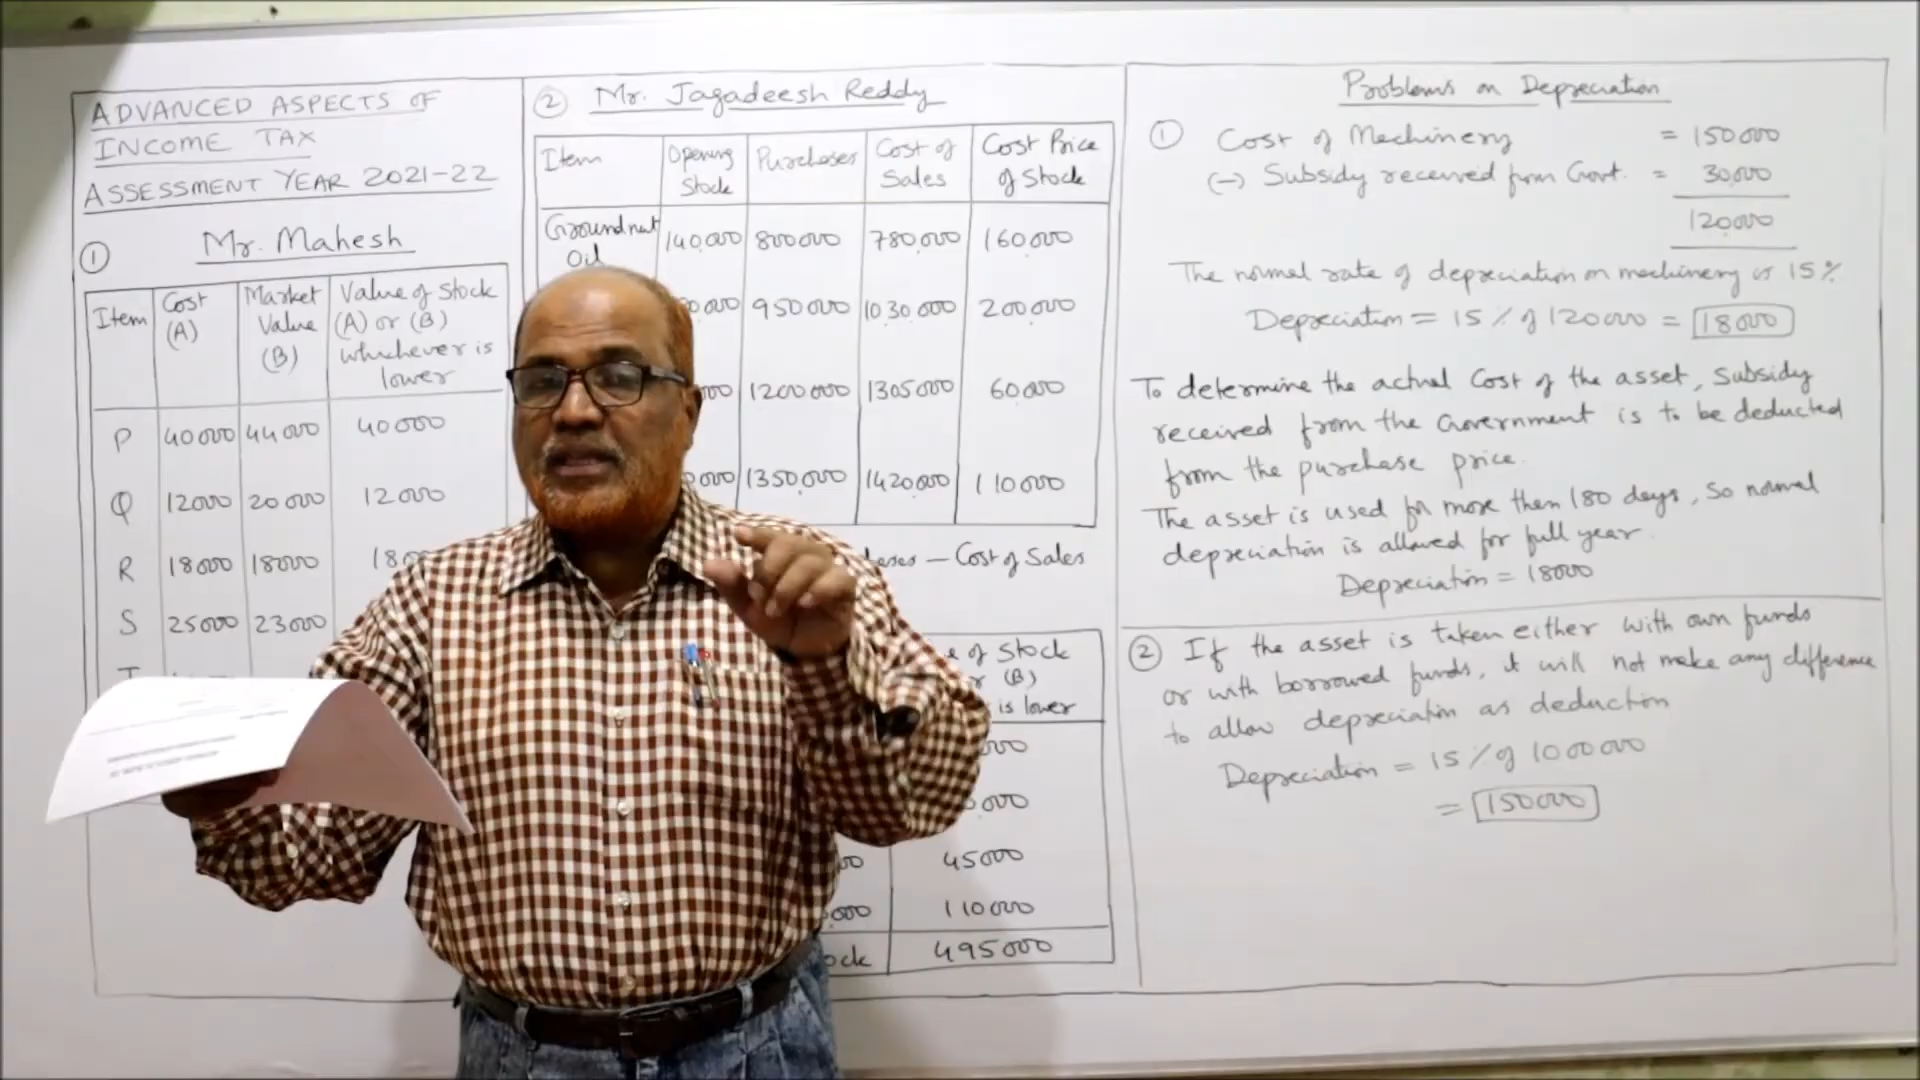 ADVANCED ASPECTS OF
INCOME TAX
ASSESSMENT YEAR 2021-22
① Mr. Mahesh
Item
Cost
(A)
Market
Value
(B)
Value of Stock
(A) or (B)
whichever is
lower
P 40000 44000 40000
Q 12000 20000 12000
R 18000 18000
S 25000 23000
② Mr. Jagadeesh Reddy
Item
Opening
Stock
Purchases
Cost of
Sales
Cost Price
of Stock
Groundnut
Oil
140000 800000 780000 160000
950000 1030000 200000
1200000 1305000 60000
1350000 1420000 110000
— Cost of Sales
of Stock
(B)
is lower
45000
110000
495000
Problems on Depreciation
① Cost of Machinery = 150000
(-) Subsidy received from Govt. = 30000
120000
The normal rate of depreciation on machinery is 15%
Depreciation = 15% of 120000 = 18000
To determine the actual cost of the asset, subsidy
received from the Government is to be deducted
from the purchase price.
The asset is used for more then 180 days, so normal
depreciation is allowed for full year.
Depreciation = 18000
② If the asset is taken either with own funds
or with borrowed funds, it will not make any difference
to allow depreciation as deduction
Depreciation = 15% of 1000000
= 150000